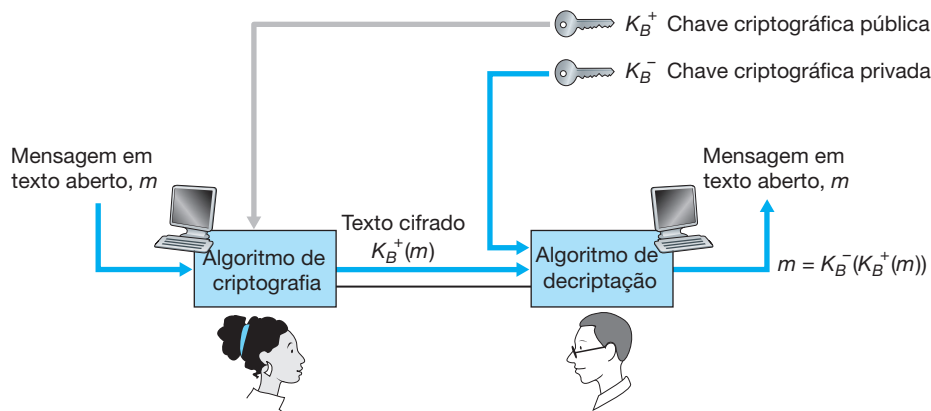 K_B^+ Chave criptográfica pública
K_B^- Chave criptográfica privada
Mensagem em
texto aberto, m
Mensagem em
texto aberto, m
Texto cifrado
K_B^+(m)
Algoritmo de
criptografia
Algoritmo de
decriptação
m = K_B^-(K_B^+(m))